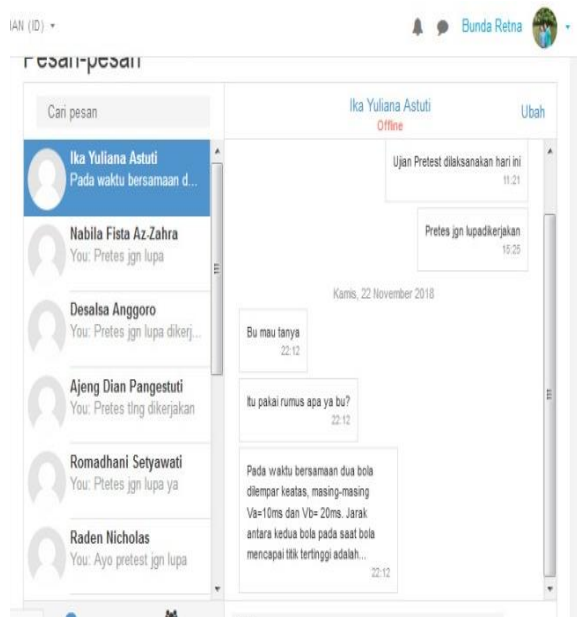 AN (ID)
Bunda Retna
Pesan-pesan
Cari pesan
Ika Yuliana Astuti
Pada waktu bersamaan d...
Nabila Fista Az-Zahra
You: Pretes jgn lupa
Desalsa Anggoro
You: Pretes jgn lupa dikerj...
Ajeng Dian Pangestuti
You: Pretes tlng dikerjakan
Romadhani Setyawati
You: Ptetes jgn lupa ya
Raden Nicholas
You: Ayo pretest jgn lupa
Ika Yuliana Astuti
Offline
Ubah
Ujian Pretest dilaksanakan hari ini
11:21
Pretes jgn lupadikerjakan
15:25
Kamis, 22 November 2018
Bu mau tanya
22:12
Itu pakai rumus apa ya bu?
22:12
Pada waktu bersamaan dua bola
dilempar keatas, masing-masing
Va=10ms dan Vb= 20ms. Jarak
antara kedua bola pada saat bola
mencapai titik tertinggi adalah...
22:12